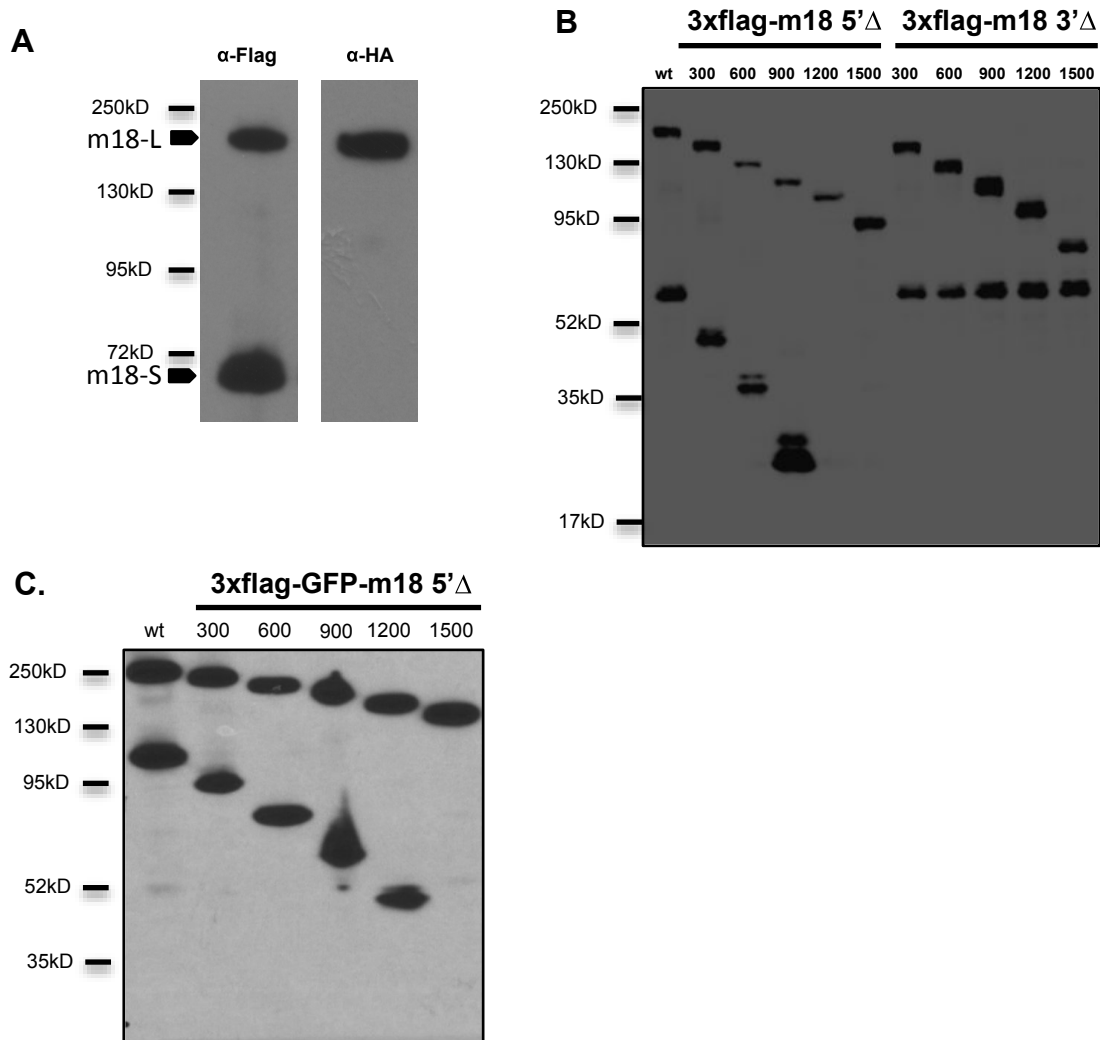 A
α-Flag α-HA
250kD
m18-L
130kD
95kD
72kD
m18-S
B
3xflag-m18 5’Δ 3xflag-m18 3’Δ
wt 300 600 900 1200 1500 300 600 900 1200 1500
250kD
130kD
95kD
52kD
35kD
17kD
C.
3xflag-GFP-m18 5’Δ
wt 300 600 900 1200 1500
250kD
130kD
95kD
52kD
35kD